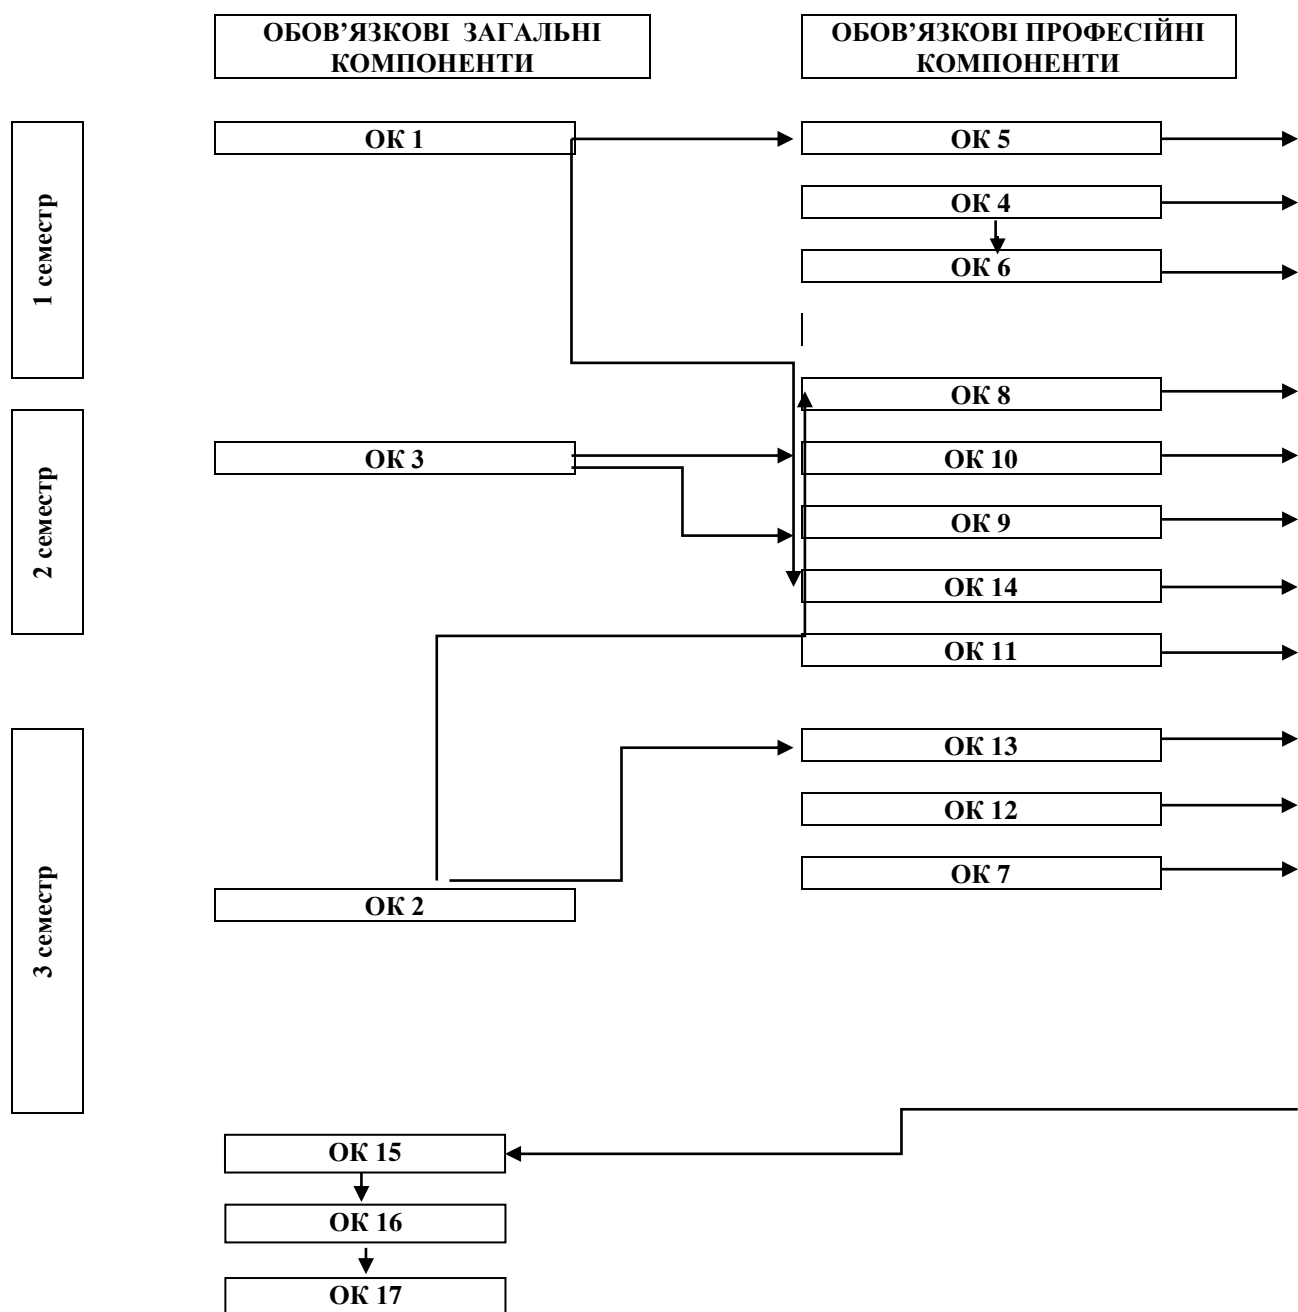 ОБОВ’ЯЗКОВІ ЗАГАЛЬНІ
КОМПОНЕНТИ
ОБОВ’ЯЗКОВІ ПРОФЕСІЙНІ
КОМПОНЕНТИ
1 семестр
ОК 1
ОК 5
ОК 4
ОК 6
ОК 8
2 семестр
ОК 3
ОК 10
ОК 9
ОК 14
ОК 11
3 семестр
ОК 13
ОК 12
ОК 7
ОК 2
ОК 15
ОК 16
ОК 17